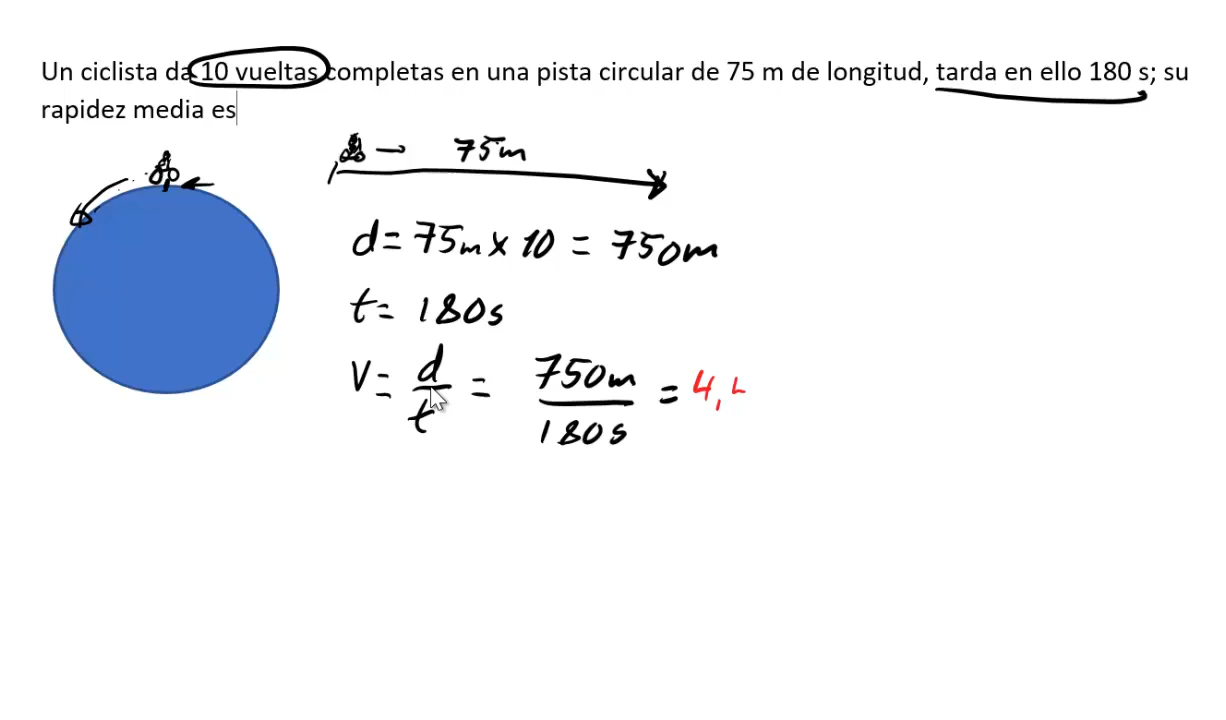 Un ciclista da 10 vueltas completas en una pista circular de 75 m de longitud, tarda en ello 180 s; su
rapidez media es
75m
d = 75m x 10 = 750m
t = 180s
V = d/t = 750m/180s = 4,